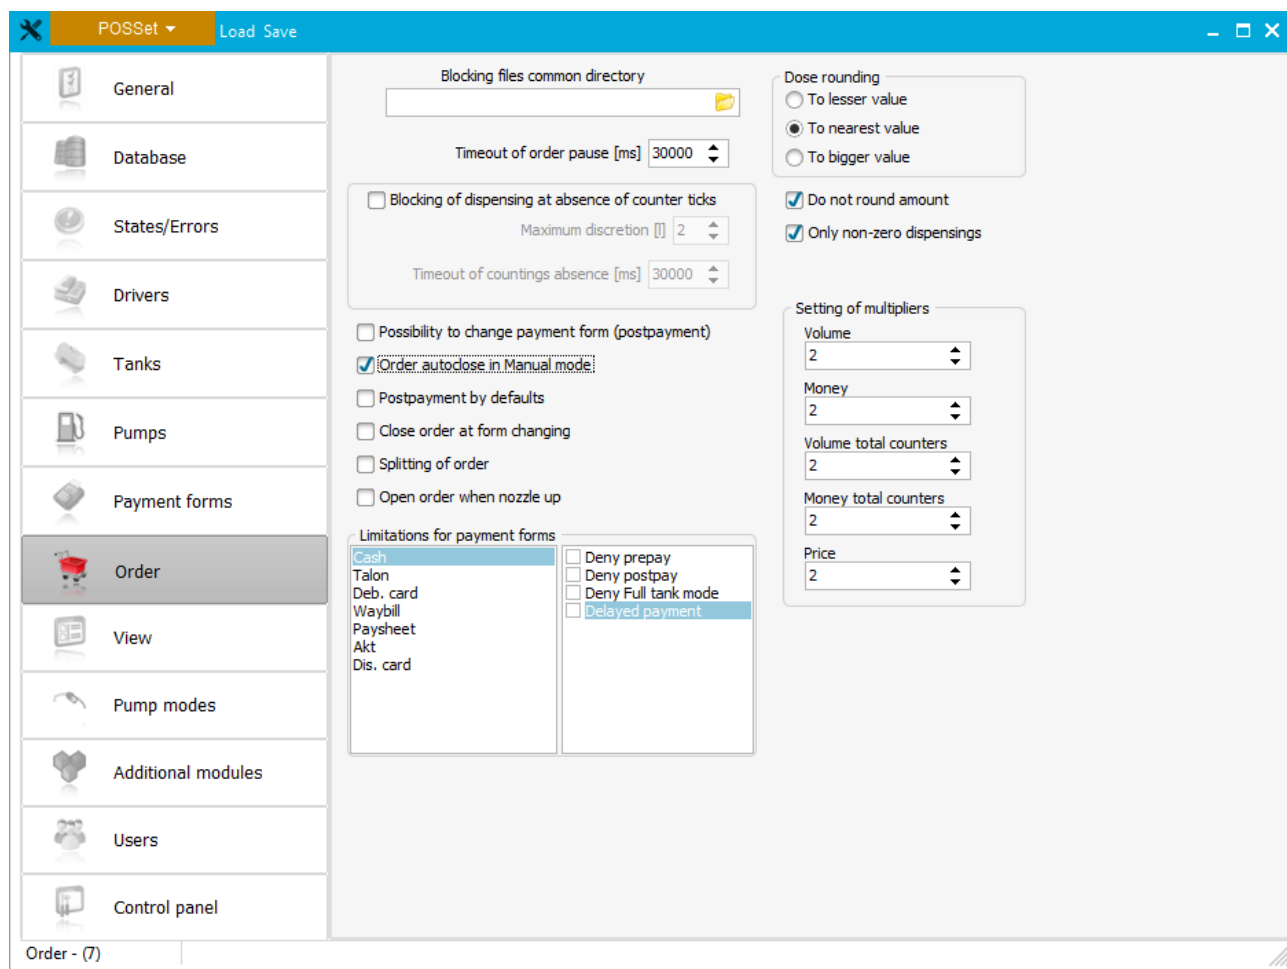 POSSet Load Save
General
Database
States/Errors
Drivers
Tanks
Pumps
Payment forms
Order
View
Pump modes
Additional modules
Users
Control panel
Blocking files common directory
Timeout of order pause [ms] 30000
Blocking of dispensing at absence of counter ticks
Maximum discretion [l] 2
Timeout of countings absence [ms] 30000
Possibility to change payment form (postpayment)
Order autoclose in Manual mode
Postpayment by defaults
Close order at form changing
Splitting of order
Open order when nozzle up
Limitations for payment forms
Cash
Talon
Deb. card
Waybill
Paysheet
Akt
Dis. card
Deny prepay
Deny postpay
Deny Full tank mode
Delayed payment
Dose rounding
To lesser value
To nearest value
To bigger value
Do not round amount
Only non-zero dispensings
Setting of multipliers
Volume
2
Money
2
Volume total counters
2
Money total counters
2
Price
2
Order - (7)